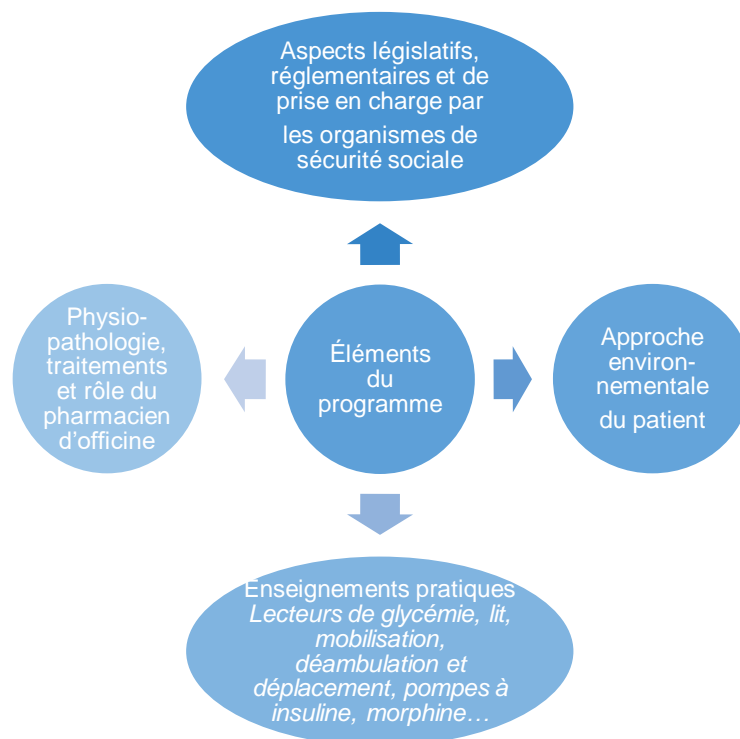 Aspects législatifs,
réglementaires et de
prise en charge par
les organismes de
sécurité sociale
Physio-
pathologie,
traitements
et rôle du
pharmacien
d’officine
Éléments
du
programme
Approche
environ-
nementale
du patient
Enseignements pratiques
Lecteurs de glycémie, lit,
mobilisation,
déambulation et
déplacement, pompes à
insuline, morphine…